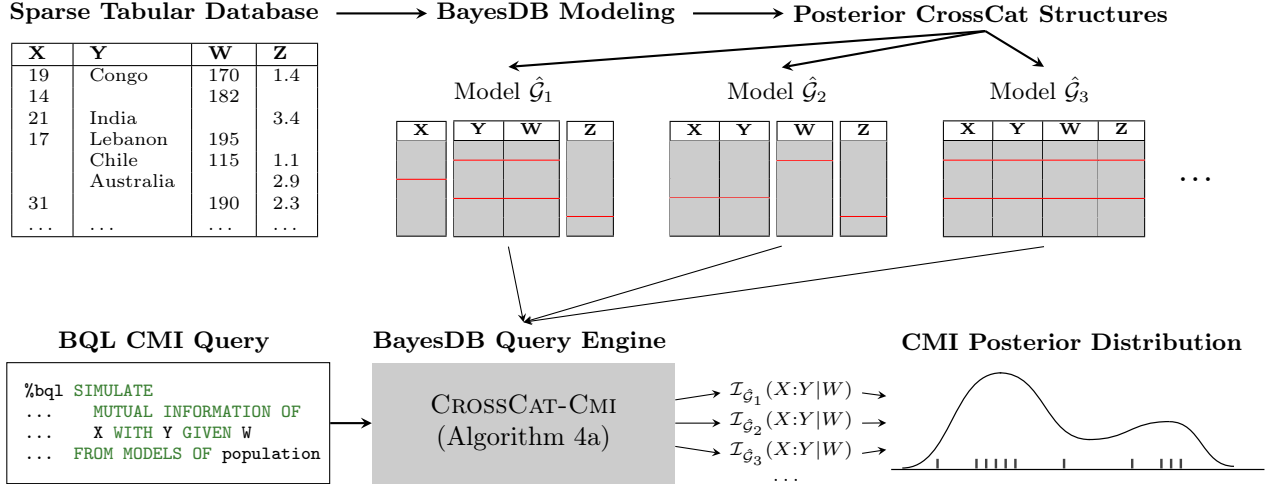 Sparse Tabular Database BayesDB Modeling Posterior CrossCat Structures
X Y W Z
19 Congo 170 1.4
14 182
21 India 3.4
17 Lebanon 195
Chile 115 1.1
Australia 2.9
31 190 2.3
... ... ... ...
Model 𝒢̂₁
X Y W Z
Model 𝒢̂₂
X Y W Z
Model 𝒢̂₃
X Y W Z
...
BQL CMI Query
%bql SIMULATE
... MUTUAL INFORMATION OF
... X WITH Y GIVEN W
... FROM MODELS OF population
BayesDB Query Engine
CROSSCAT-CMI
(Algorithm 4a)
ℐ_𝒢̂₁(X:Y|W)
ℐ_𝒢̂₂(X:Y|W)
ℐ_𝒢̂₃(X:Y|W)
...
CMI Posterior Distribution